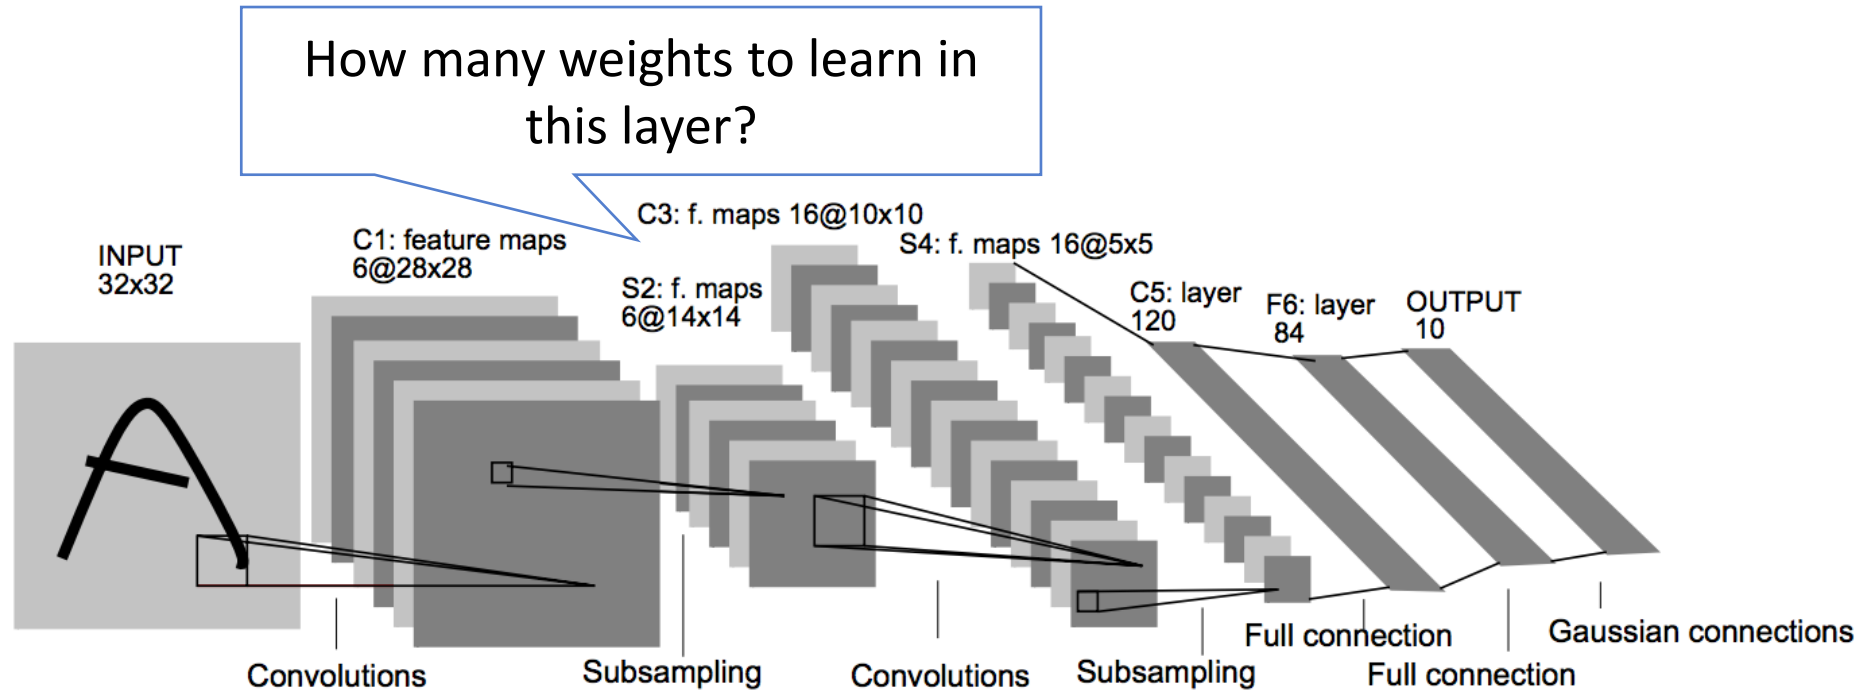 How many weights to learn in
this layer?
C3: f. maps 16@10x10
INPUT
32x32
C1: feature maps
6@28x28
S4: f. maps 16@5x5
S2: f. maps
6@14x14
C5: layer
120
F6: layer
84
OUTPUT
10
Convolutions
Subsampling
Convolutions
Subsampling
Full connection
Full connection
Gaussian connections
A